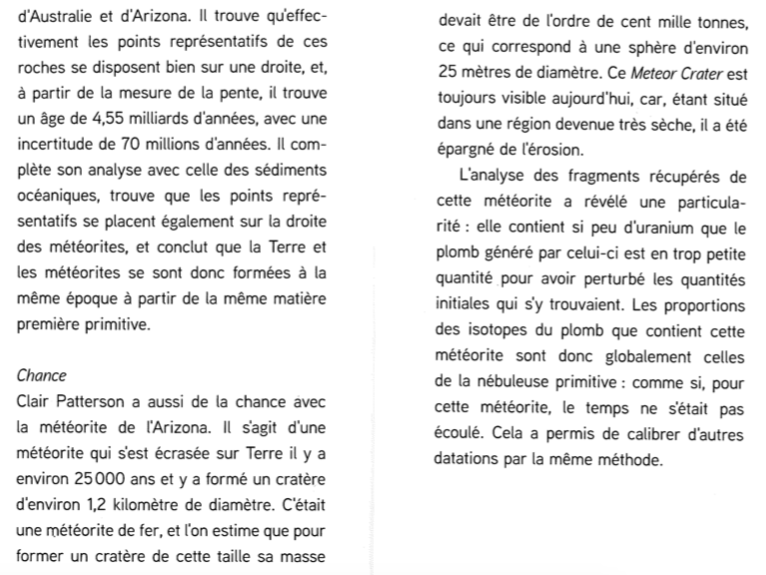 d'Australie et d'Arizona. Il trouve qu'effec-
tivement les points représentatifs de ces
roches se disposent bien sur une droite, et,
à partir de la mesure de la pente, il trouve
un âge de 4,55 milliards d'années, avec une
incertitude de 70 millions d'années. Il com-
plète son analyse avec celle des sédiments
océaniques, trouve que les points repré-
sentatifs se placent également sur la droite
des météorites, et conclut que la Terre et
les météorites se sont donc formées à la
même époque à partir de la même matière
première primitive.
Chance
Clair Patterson a aussi de la chance avec
la météorite de l'Arizona. Il s'agit d'une
météorite qui s'est écrasée sur Terre il y a
environ 25 000 ans et y a formé un cratère
d'environ 1,2 kilomètre de diamètre. C'était
une météorite de fer, et l'on estime que pour
former un cratère de cette taille sa masse
devait être de l'ordre de cent mille tonnes,
ce qui correspond à une sphère d'environ
25 mètres de diamètre. Ce Meteor Crater est
toujours visible aujourd'hui, car, étant situé
dans une région devenue très sèche, il a été
épargné de l'érosion.
L'analyse des fragments récupérés de
cette météorite a révélé une particula-
rité : elle contient si peu d'uranium que le
plomb généré par celui-ci est en trop petite
quantité pour avoir perturbé les quantités
initiales qui s'y trouvaient. Les proportions
des isotopes du plomb que contient cette
météorite sont donc globalement celles
de la nébuleuse primitive : comme si, pour
cette météorite, le temps ne s'était pas
écoulé. Cela a permis de calibrer d'autres
datations par la même méthode.